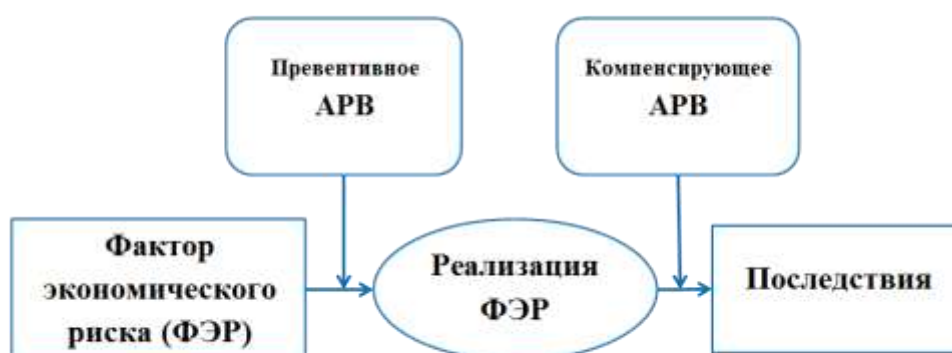 Превентивное
АРВ
Компенсирующее
АРВ
Фактор
экономического
риска (ФЭР)
Реализация
ФЭР
Последствия